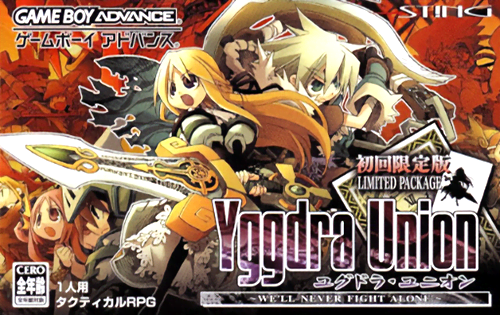 GAME BOY ADVANCE
ゲームボーイ アドバンス
STING
初回限定版
LIMITED PACKAGE
Yggdra Union
ユグドラ・ユニオン
~WE'LL NEVER FIGHT ALONE~
CERO
全年齢
1人用
タクティカルRPG